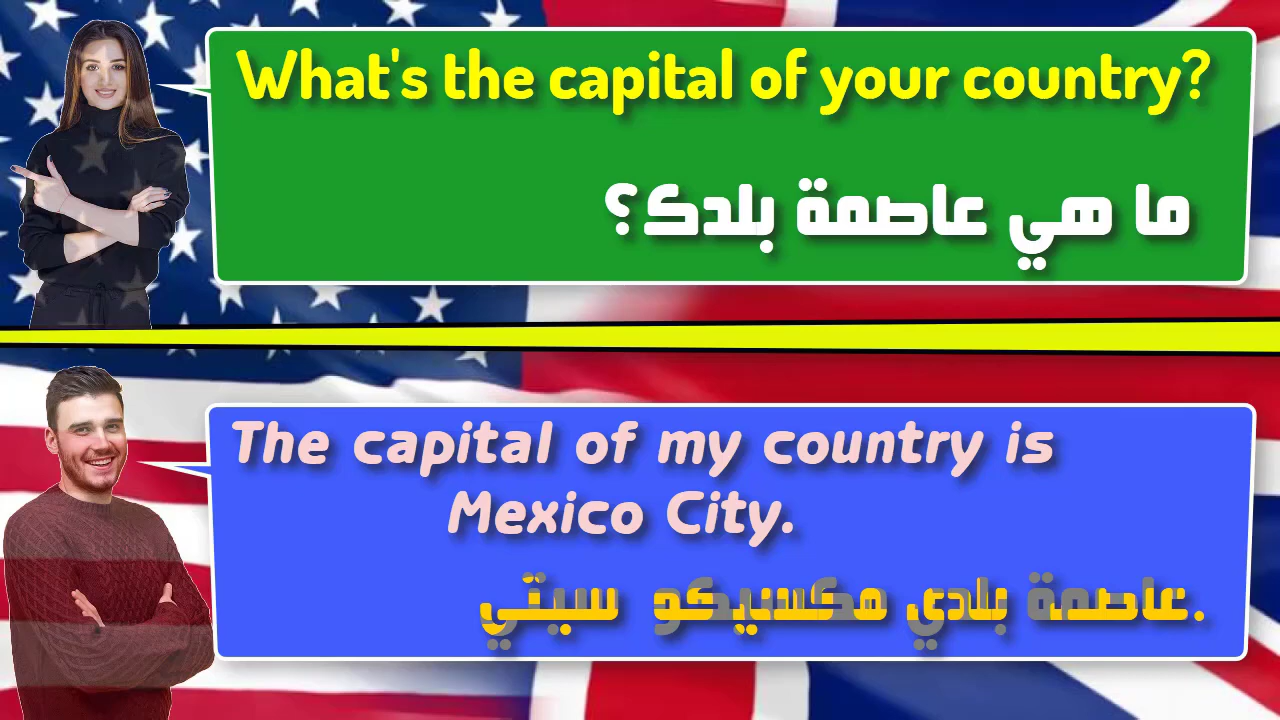 What's the capital of your country?
ما هي عاصمة بلدك؟
The capital of my country is
Mexico City.
عاصمة بلدي مكسيكو سيتي.